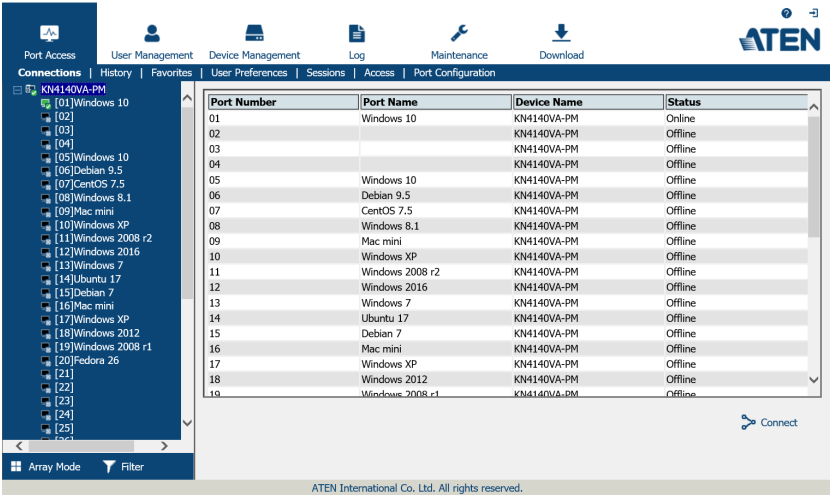 Port Access User Management Device Management Log Maintenance Download
ATEN
Connections | History | Favorites | User Preferences | Sessions | Access | Port Configuration
KN4140VA-PM
[01]Windows 10
[02]
[03]
[04]
[05]Windows 10
[06]Debian 9.5
[07]CentOS 7.5
[08]Windows 8.1
[09]Mac mini
[10]Windows XP
[11]Windows 2008 r2
[12]Windows 2016
[13]Windows 7
[14]Ubuntu 17
[15]Debian 7
[16]Mac mini
[17]Windows XP
[18]Windows 2012
[19]Windows 2008 r1
[20]Fedora 26
[21]
[22]
[23]
[24]
[25]
[26]
Array Mode Filter
Port Number Port Name Device Name Status
01 Windows 10 KN4140VA-PM Online
02 KN4140VA-PM Offline
03 KN4140VA-PM Offline
04 KN4140VA-PM Offline
05 Windows 10 KN4140VA-PM Offline
06 Debian 9.5 KN4140VA-PM Offline
07 CentOS 7.5 KN4140VA-PM Offline
08 Windows 8.1 KN4140VA-PM Offline
09 Mac mini KN4140VA-PM Offline
10 Windows XP KN4140VA-PM Offline
11 Windows 2008 r2 KN4140VA-PM Offline
12 Windows 2016 KN4140VA-PM Offline
13 Windows 7 KN4140VA-PM Offline
14 Ubuntu 17 KN4140VA-PM Offline
15 Debian 7 KN4140VA-PM Offline
16 Mac mini KN4140VA-PM Offline
17 Windows XP KN4140VA-PM Offline
18 Windows 2012 KN4140VA-PM Offline
19 Windows 2008 r1 KN4140VA-PM Offline
Connect
ATEN International Co. Ltd. All rights reserved.